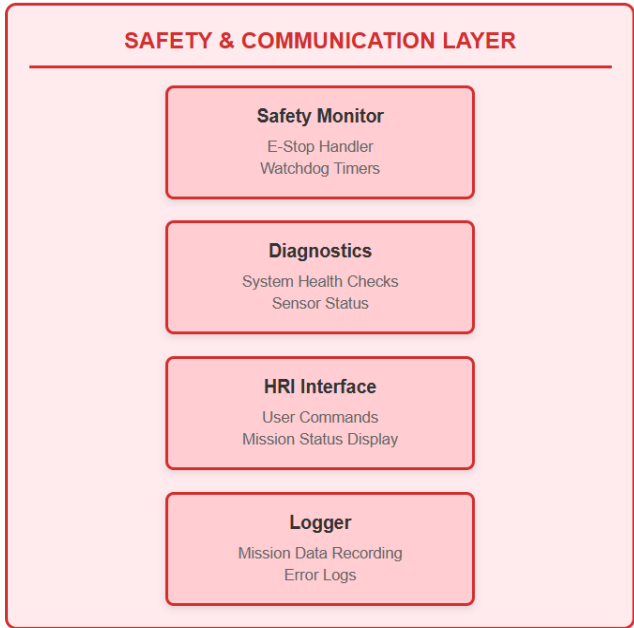 SAFETY & COMMUNICATION LAYER
Safety Monitor
E-Stop Handler
Watchdog Timers
Diagnostics
System Health Checks
Sensor Status
HRI Interface
User Commands
Mission Status Display
Logger
Mission Data Recording
Error Logs